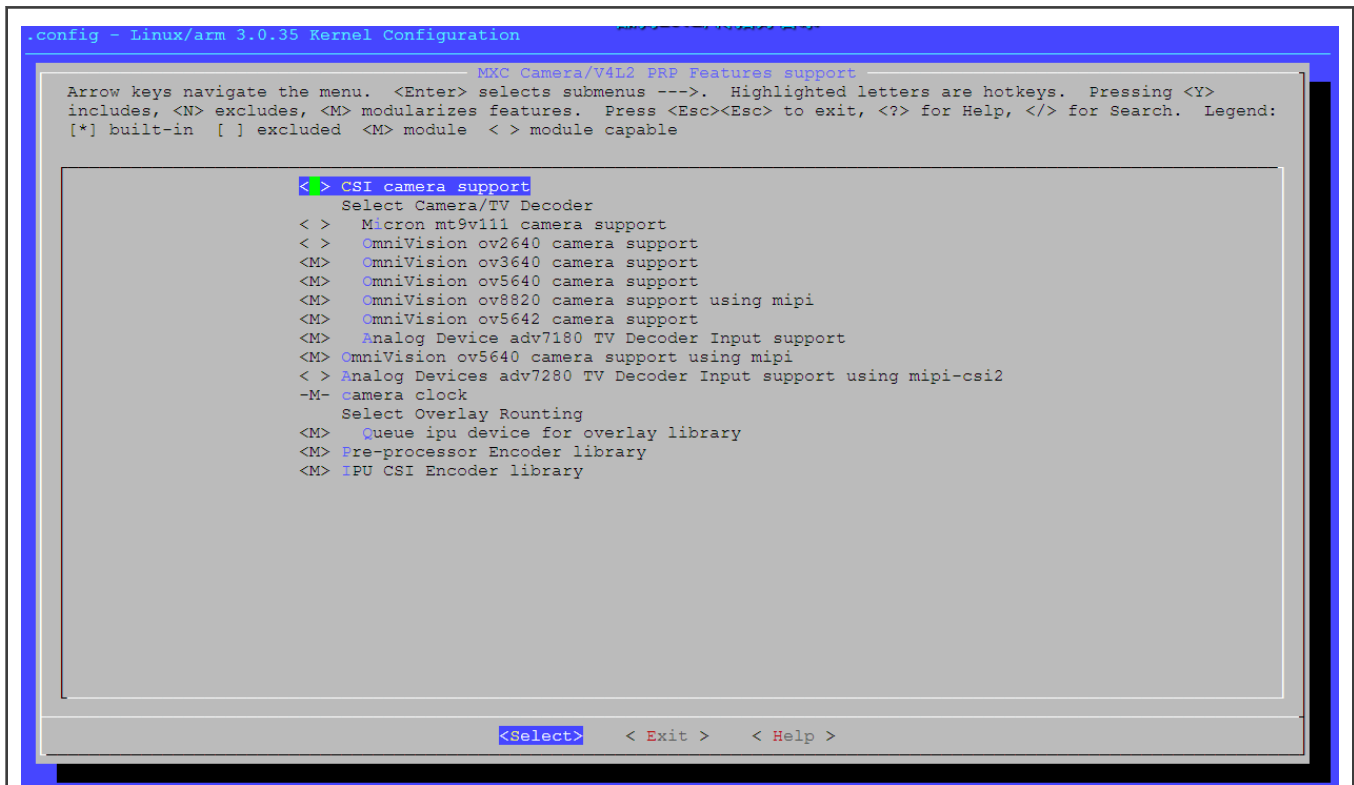 .config - Linux/arm 3.0.35 Kernel Configuration
MXC Camera/V4L2 PRP Features support
Arrow keys navigate the menu.  <Enter> selects submenus --->.  Highlighted letters are hotkeys.  Pressing <Y>
includes, <N> excludes, <M> modularizes features.  Press <Esc><Esc> to exit, <?> for Help, </> for Search.  Legend:
[*] built-in  [ ] excluded  <M> module  < > module capable
< > CSI camera support
Select Camera/TV Decoder
< >   Micron mt9v111 camera support
< >   OmniVision ov2640 camera support
<M>   OmniVision ov3640 camera support
<M>   OmniVision ov5640 camera support
<M>   OmniVision ov8820 camera support using mipi
<M>   OmniVision ov5642 camera support
<M>   Analog Device adv7180 TV Decoder Input support
<M> OmniVision ov5640 camera support using mipi
< > Analog Devices adv7280 TV Decoder Input support using mipi-csi2
-M- camera clock
Select Overlay Rounting
<M>   Queue ipu device for overlay library
<M> Pre-processor Encoder library
<M> IPU CSI Encoder library
<Select>    < Exit >    < Help >